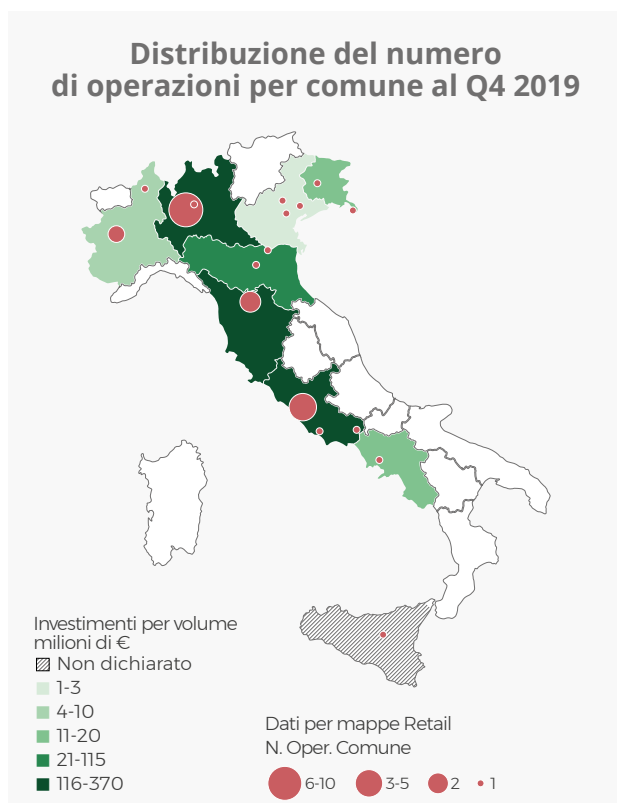 Distribuzione del numero
di operazioni per comune al Q4 2019
Investimenti per volume
milioni di €
Non dichiarato
1-3
4-10
11-20
21-115
116-370
Dati per mappe Retail
N. Oper. Comune
6-10 3-5 2 1